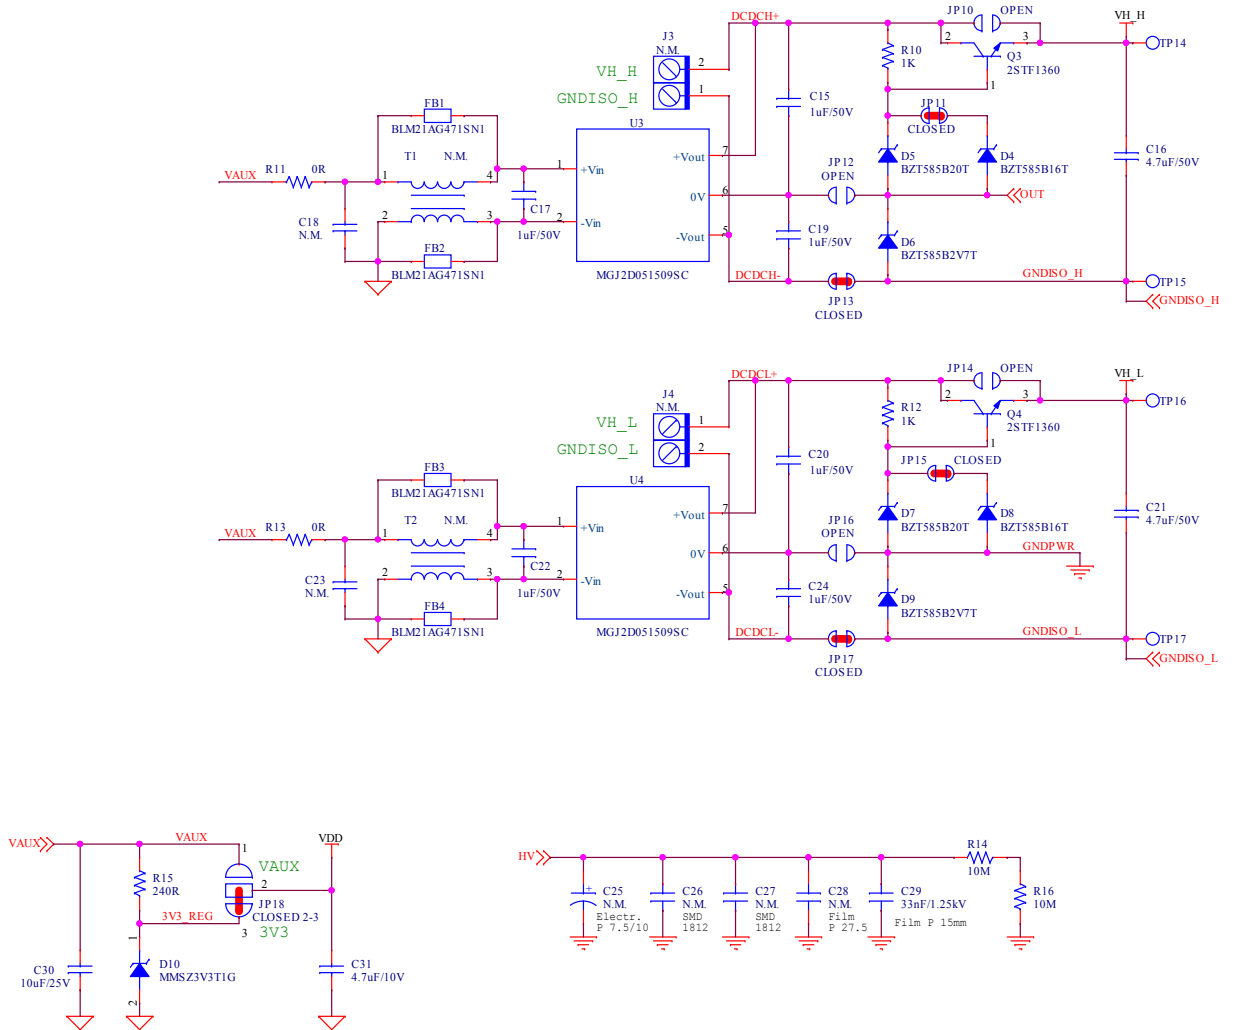 JP10 OPEN
VH_H
DCDCH+
2 3
TP14
Q3
2STF1360
1
R10
1K
J3
N.M.
VH_H 2
GNDISO_H 1
C15
1uF/50V
JP11
CLOSED
FB1
BLM21AG471SN1
U3
T1 N.M.
VAUX R11 0R
1 4
1 +Vin
+Vout 7
JP12
OPEN
D5
BZT585B20T
D4
BZT585B16T
C16
4.7uF/50V
0V 6
OUT
C18
N.M.
2 3
C17
1uF/50V
2 -Vin
-Vout 5
C19
1uF/50V
D6
BZT585B2V7T
FB2
BLM21AG471SN1
MGJ2D051509SC
DCDCH-
JP13
CLOSED
GNDISO_H
TP15
GNDISO_H
JP14 OPEN
VH_L
DCDCL+
2 3
TP16
Q4
2STF1360
1
R12
1K
J4
N.M.
VH_L 1
GNDISO_L 2
C20
1uF/50V
JP15 CLOSED
FB3
BLM21AG471SN1
U4
T2 N.M.
VAUX R13 0R
1 4
1 +Vin
+Vout 7
JP16
OPEN
D7
BZT585B20T
D8
BZT585B16T
C21
4.7uF/50V
0V 6
GNDPWR
C23
N.M.
2 3
C22
1uF/50V
2 -Vin
-Vout 5
C24
1uF/50V
D9
BZT585B2V7T
FB4
BLM21AG471SN1
MGJ2D051509SC
DCDCL-
JP17
CLOSED
GNDISO_L
TP17
GNDISO_L
VAUX
VAUX
1
VDD
VAUX
2
R15
240R
JP18
CLOSED 2-3
3V3_REG
3 3V3
1
D10
MMSZ3V3T1G
2
C30
10uF/25V
C31
4.7uF/10V
HV
R14
10M
R16
10M
+
C25
N.M.
Electr.
P 7.5/10
C26
N.M.
SMD
1812
C27
N.M.
SMD
1812
C28
N.M.
Film
P 27.5
C29
33nF/1.25kV
Film P 15mm